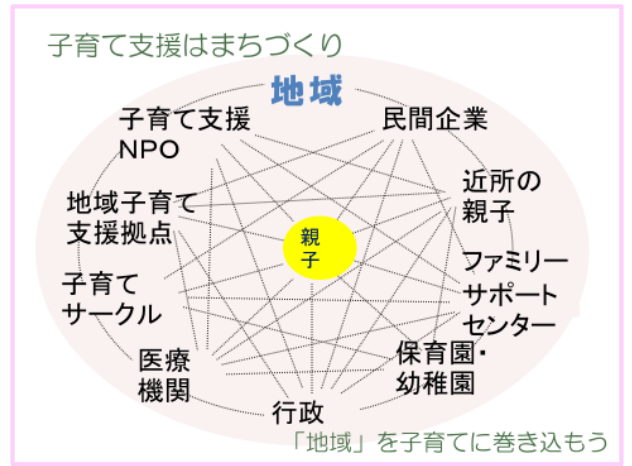 子育て支援はまちづくり
地域
子育て支援
NPO
民間企業
近所の
親子
地域子育て
支援拠点
親
子
ファミリー
サポート
センター
子育て
サークル
保育園・
幼稚園
医療
機関
行政
「地域」を子育てに巻き込もう